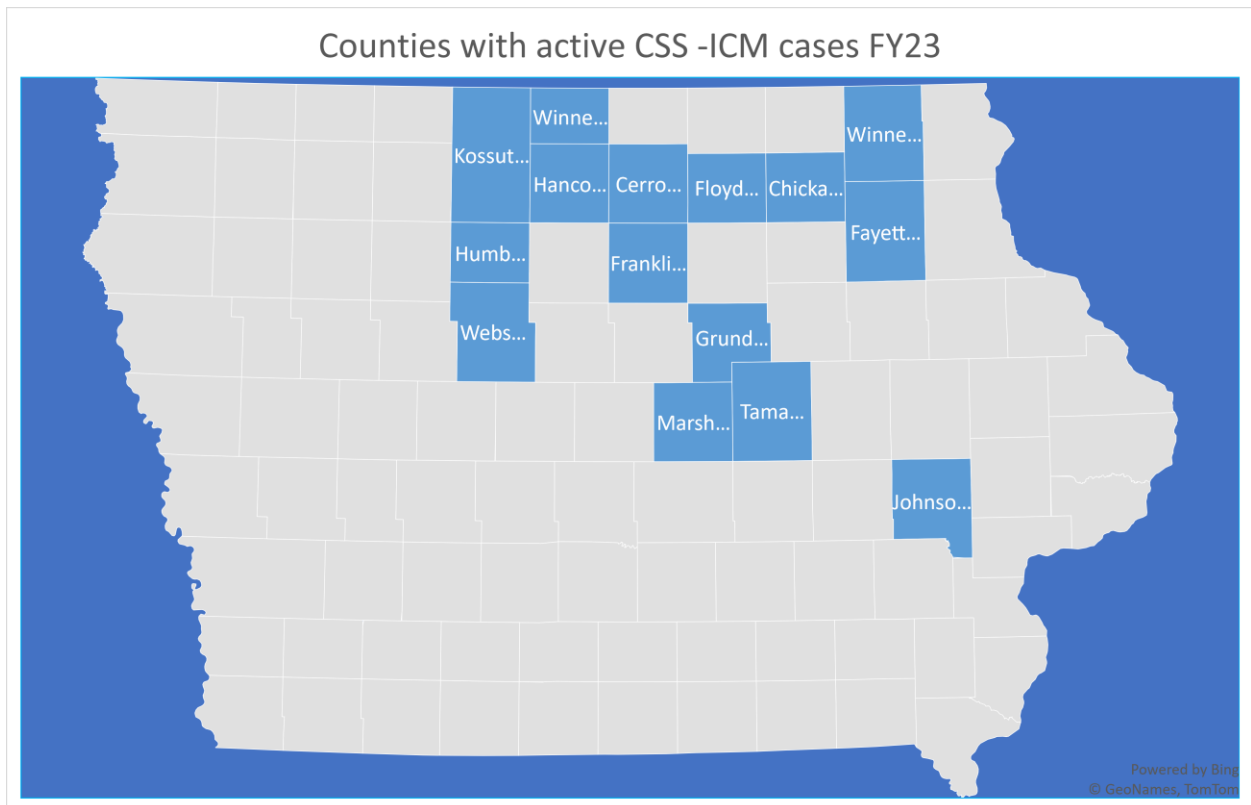 Counties with active CSS -ICM cases FY23
Winne...
Winne...
Kossut...
Hanco...
Cerro...
Floyd...
Chicka...
Fayett...
Humb...
Frankli...
Webs...
Grund...
Marsh...
Tama...
Johnso...
Powered by Bing
© GeoNames, TomTom